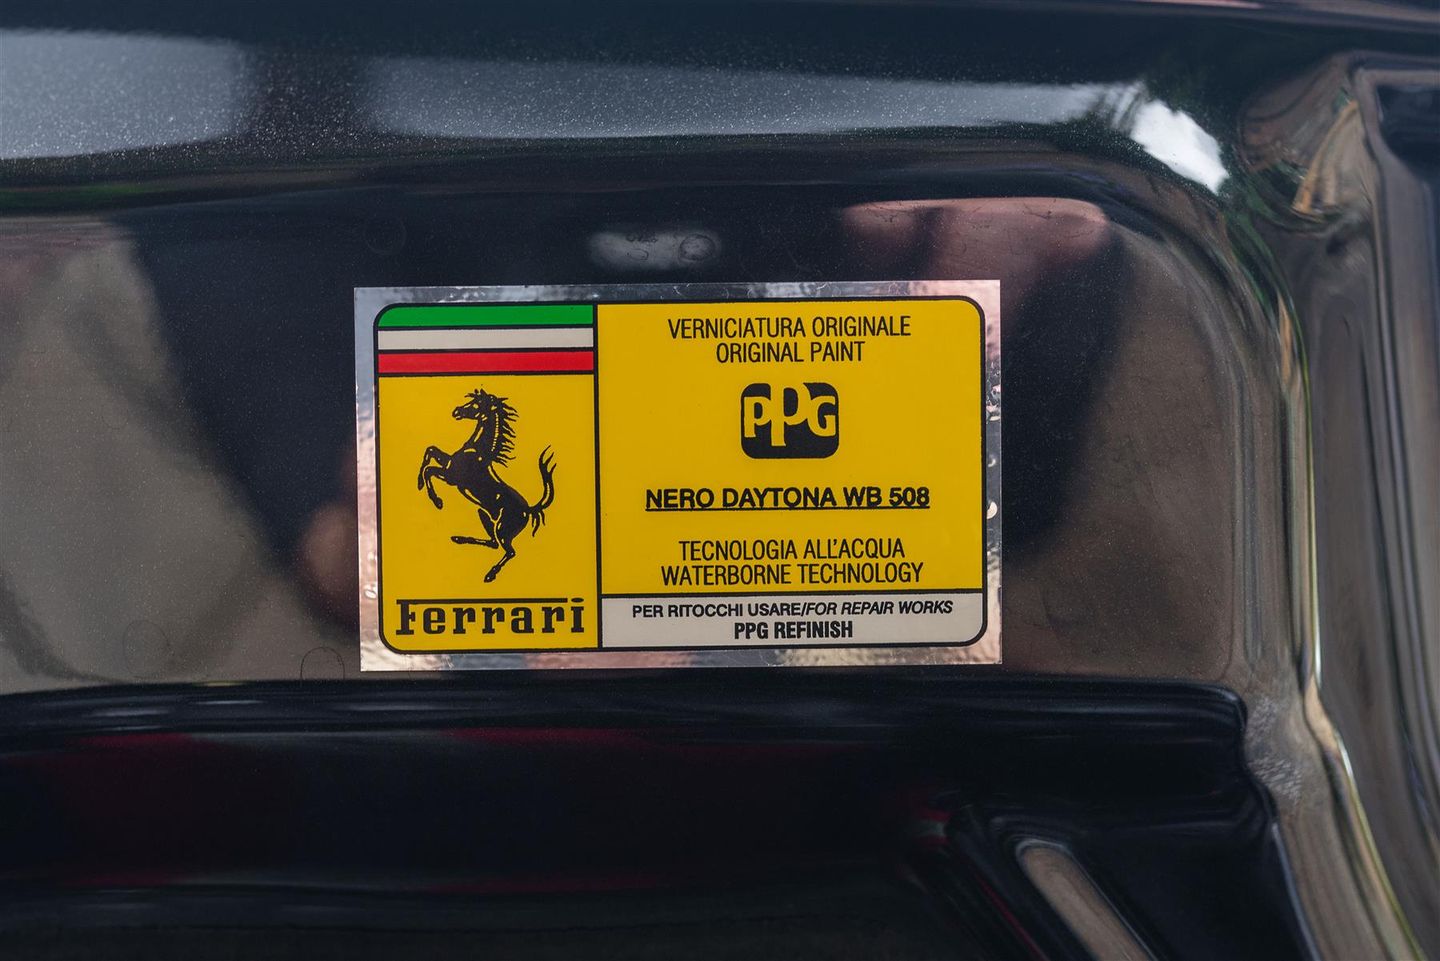 VERNICIATURA ORIGINALE
ORIGINAL PAINT
PPG
NERO DAYTONA WB 508
TECNOLOGIA ALL'ACQUA
WATERBORNE TECHNOLOGY
PER RITOCCHI USARE/FOR REPAIR WORKS
PPG REFINISH
Ferrari